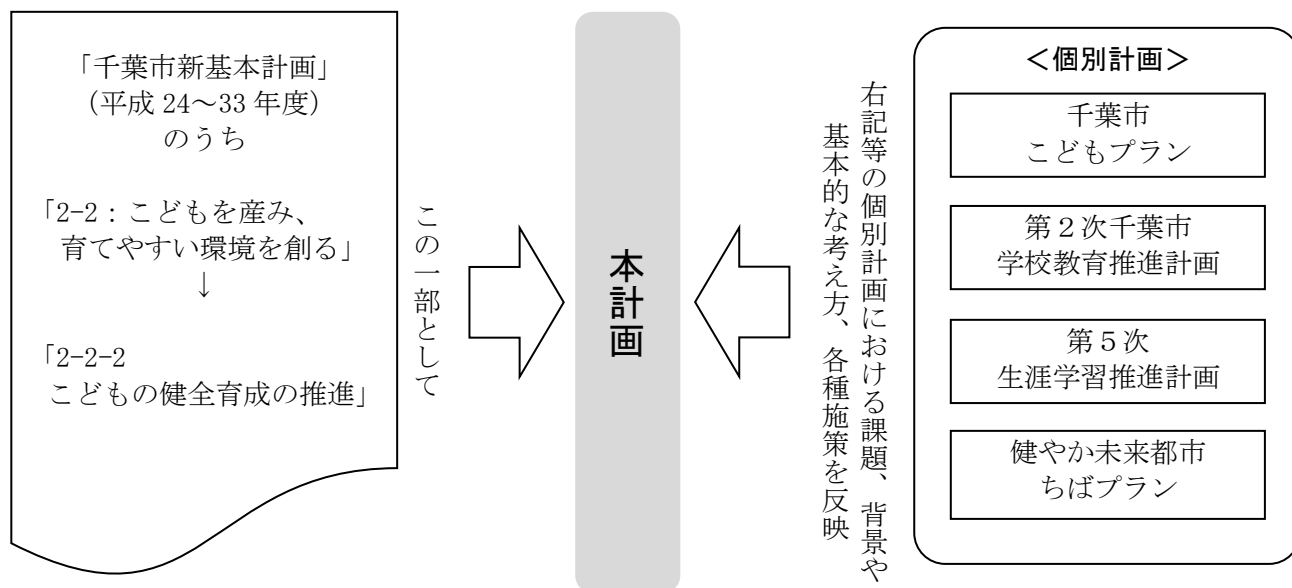 「千葉市新基本計画」
（平成 24～33 年度）
のうち
「2-2：こどもを産み、
育てやすい環境を創る」
↓
「2-2-2
こどもの健全育成の推進」
この一部として
本計画
右記等の個別計画における課題、背景や
基本的な考え方、各種施策を反映
＜個別計画＞
千葉市
こどもプラン
第２次千葉市
学校教育推進計画
第５次
生涯学習推進計画
健やか未来都市
ちばプラン